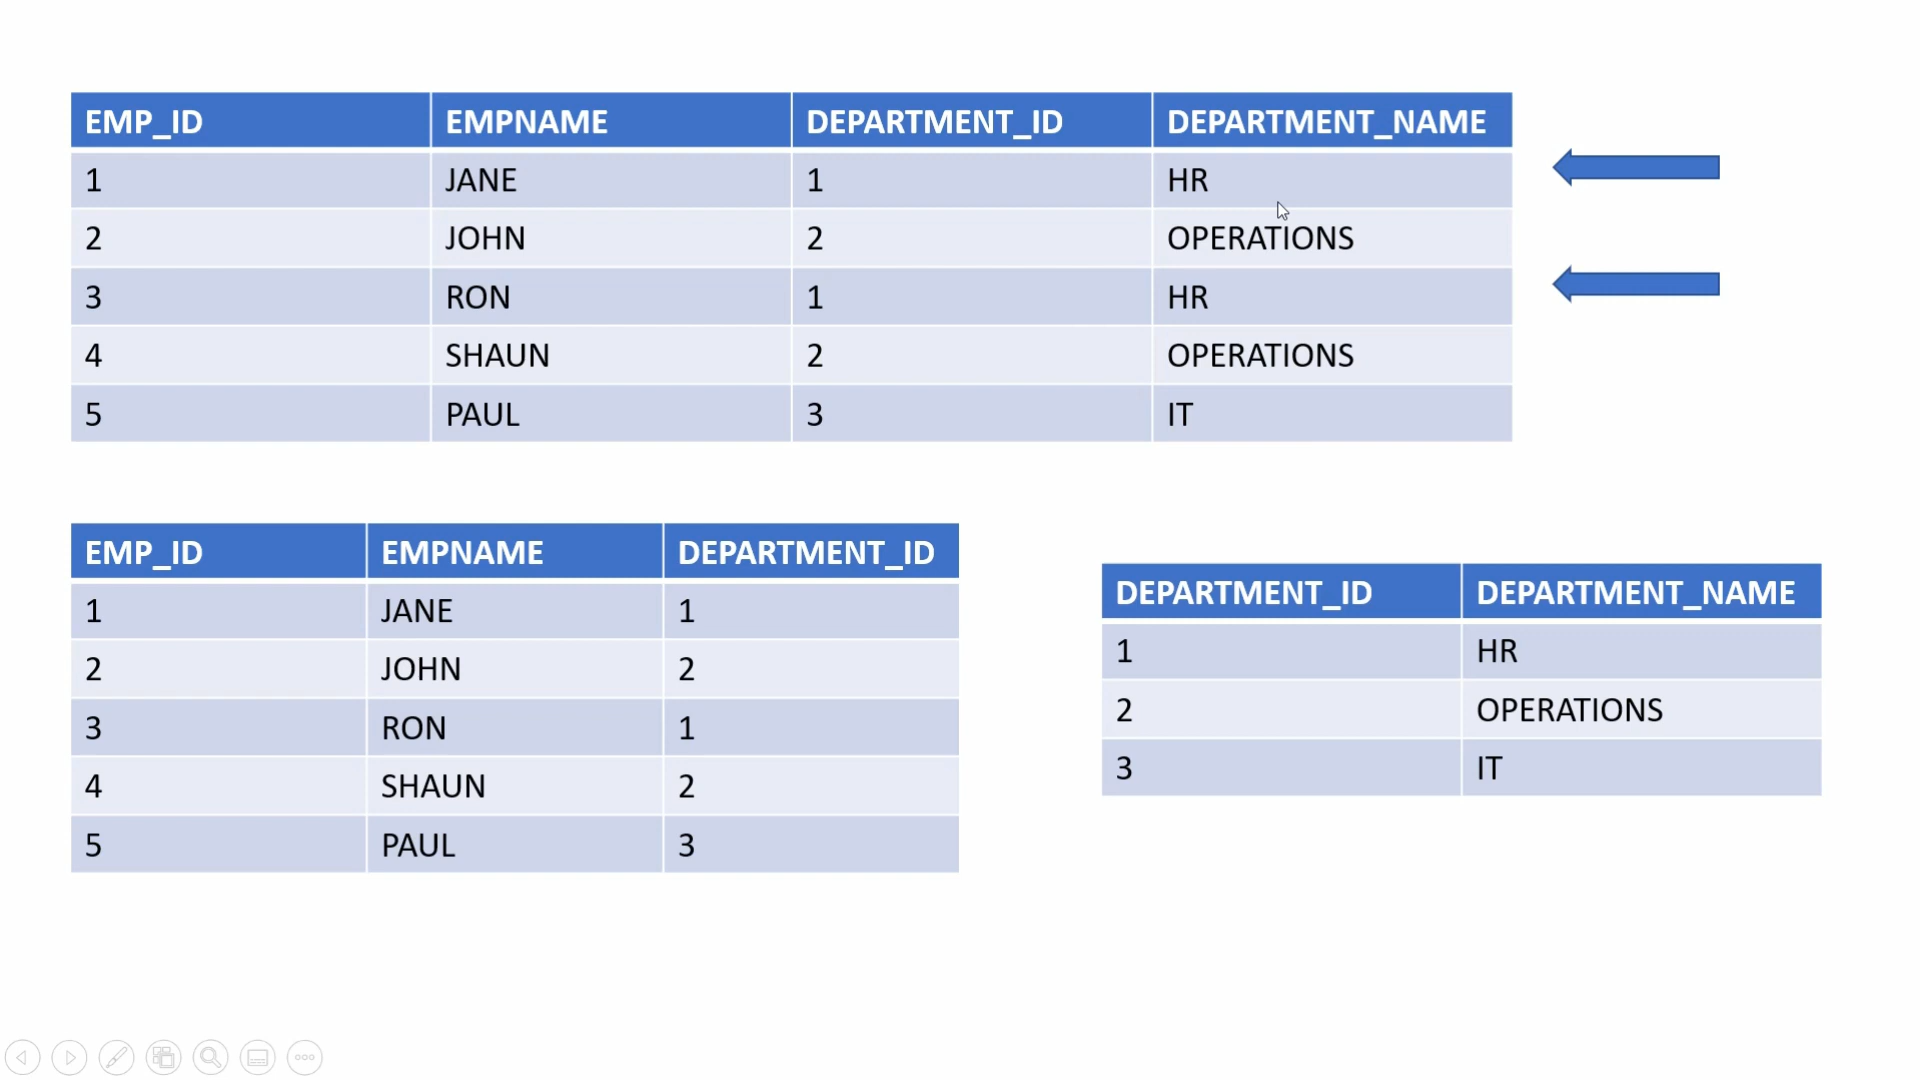 EMP_ID EMPNAME DEPARTMENT_ID DEPARTMENT_NAME
1 JANE 1 HR
2 JOHN 2 OPERATIONS
3 RON 1 HR
4 SHAUN 2 OPERATIONS
5 PAUL 3 IT
EMP_ID EMPNAME DEPARTMENT_ID
1 JANE 1
2 JOHN 2
3 RON 1
4 SHAUN 2
5 PAUL 3
DEPARTMENT_ID DEPARTMENT_NAME
1 HR
2 OPERATIONS
3 IT